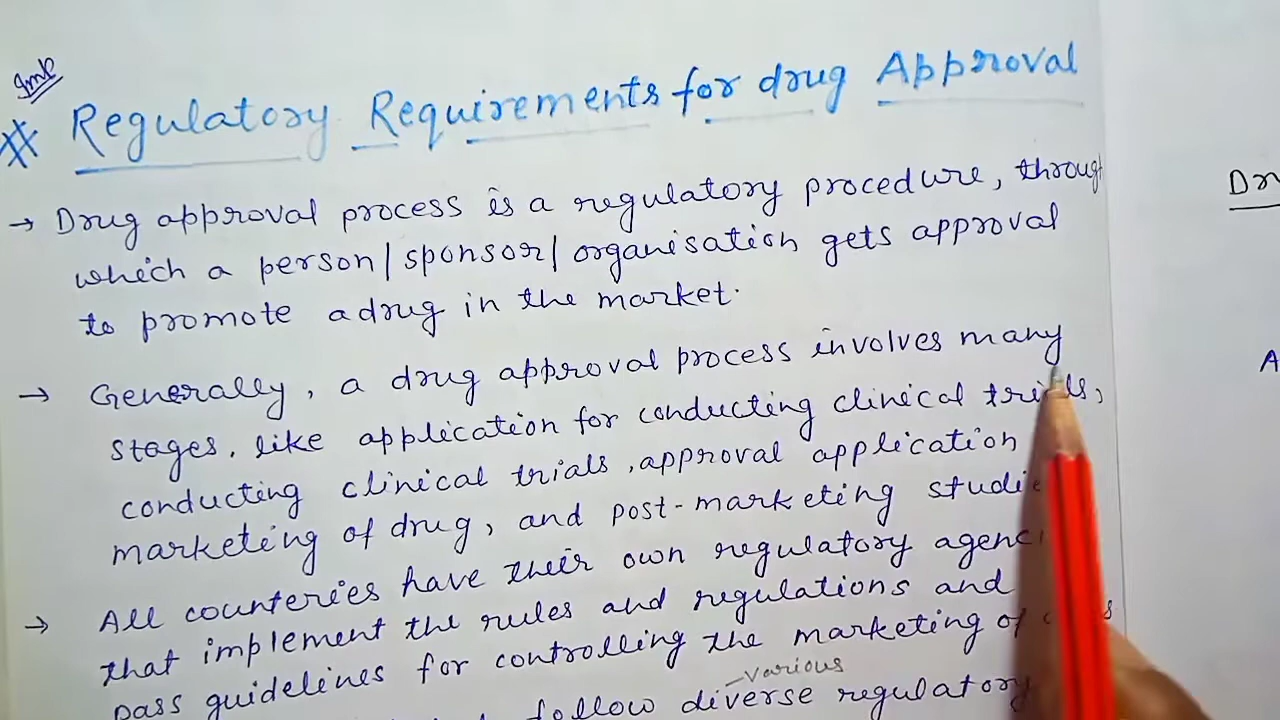 Imp
Regulatory Requirements for drug Approval
→ Drug approval process is a regulatory procedure, through
which a person/sponsor/organisation gets approval
to promote a drug in the market.
→ Generally, a drug approval process involves many
stages, like application for conducting clinical trials,
conducting clinical trials, approval application
marketing of drug, and post-marketing studie
→ All counteries have their own regulatory agenci
that implement the rules and regulations and
pass guidelines for controlling the marketing of
various
follow diverse regulatory
Dr
A